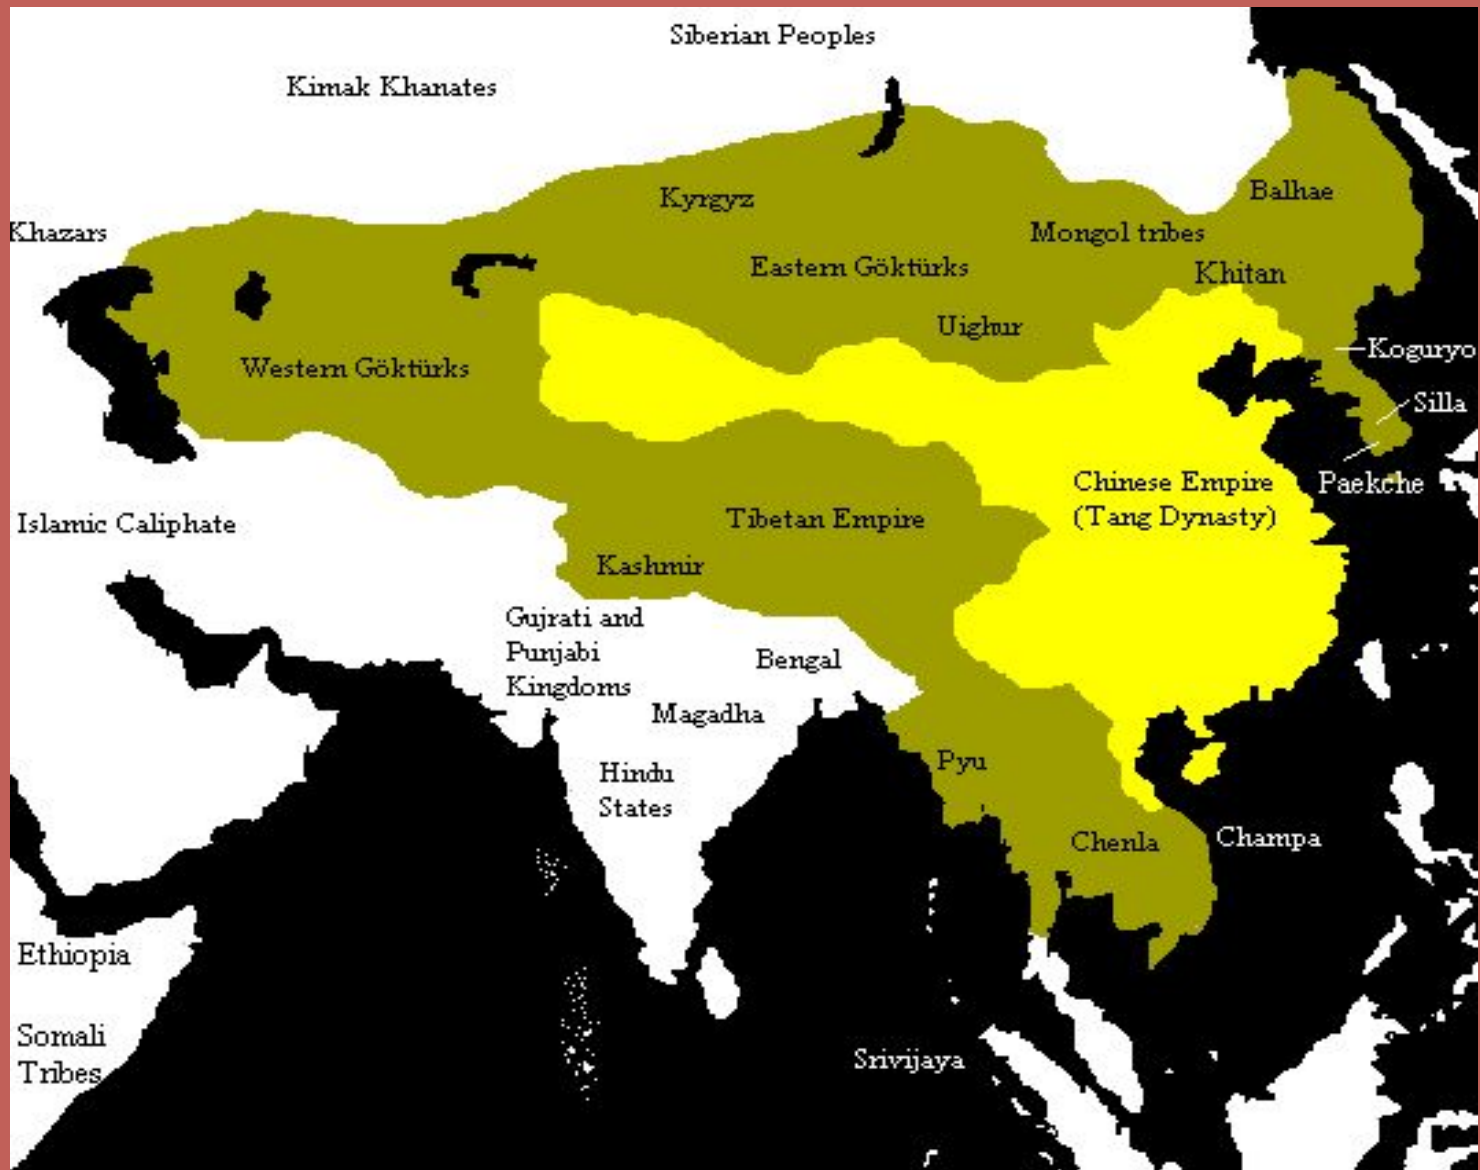 Siberian Peoples
Kimak Khanates
Kyrgyz
Balhae
Khazars
Mongol tribes
Eastern Göktürks
Khitan
Uighur
Koguryo
Western Göktürks
Silla
Chinese Empire
(Tang Dynasty)
Paekche
Islamic Caliphate
Tibetan Empire
Kashmir
Gujrati and
Punjabi
Kingdoms
Bengal
Magadha
Pyu
Hindu
States
Chenla
Champa
Ethiopia
Somali
Tribes
Srivijaya